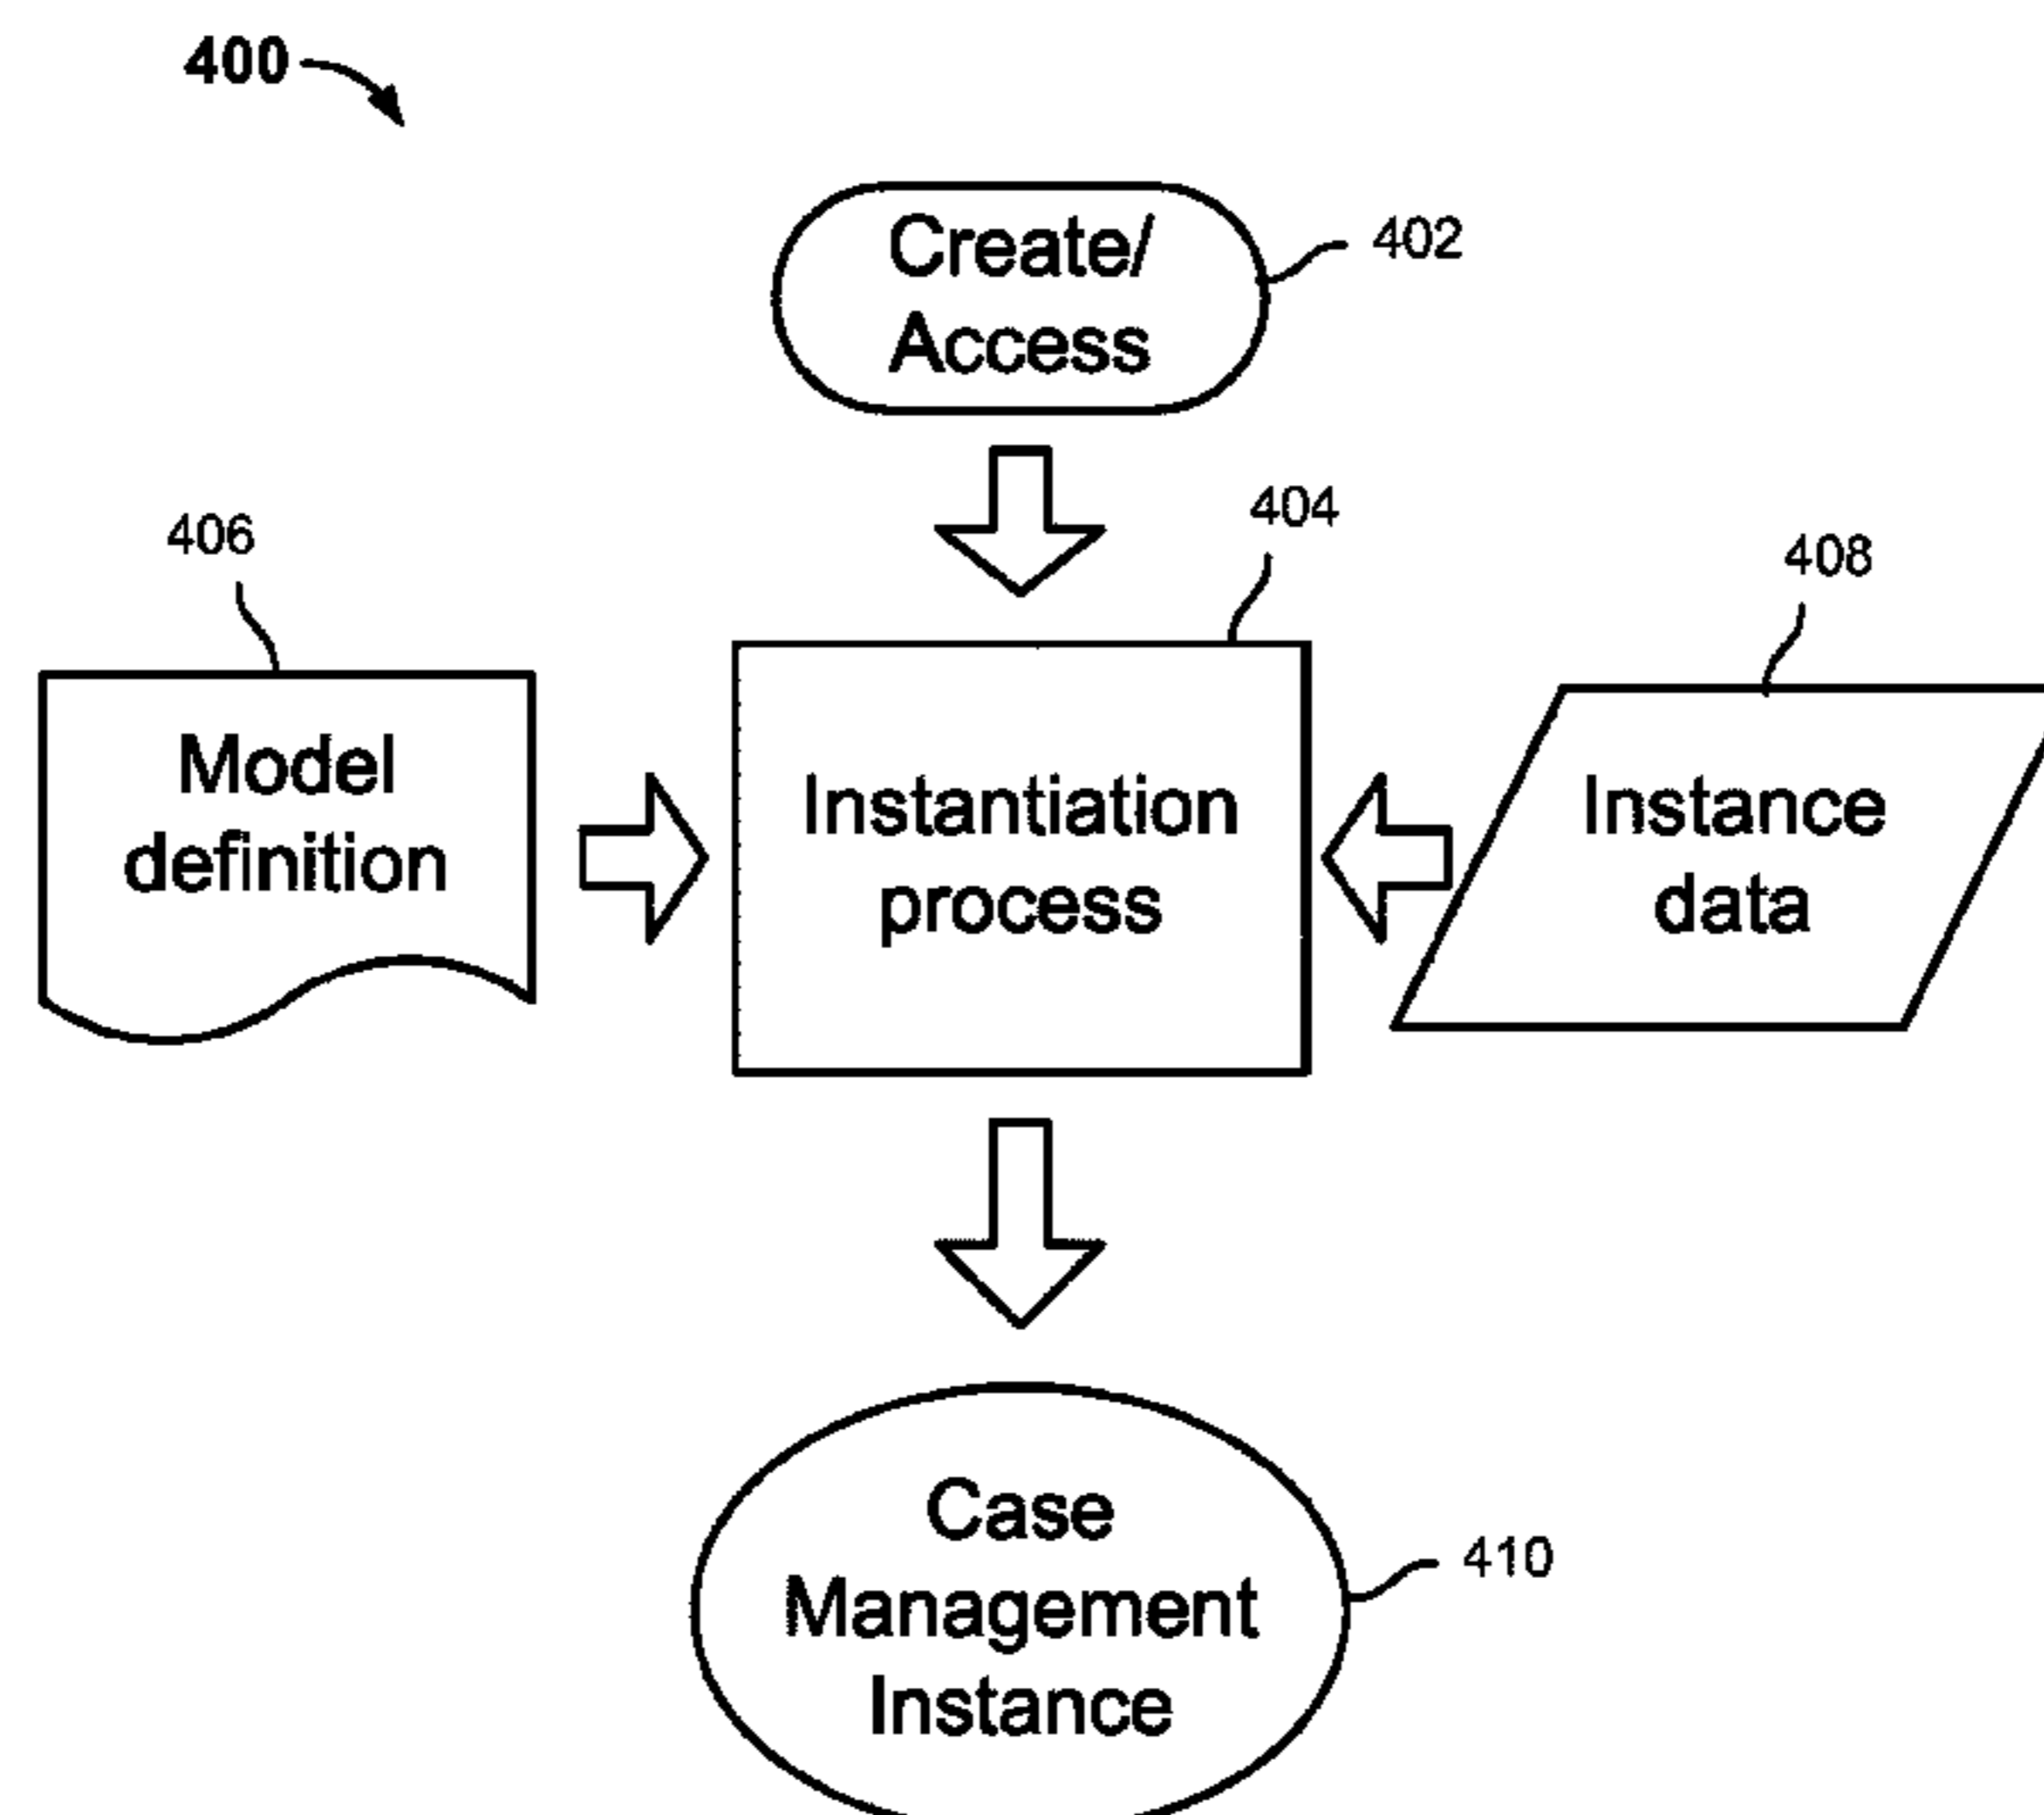 400
Create/
Access
402
404
406
408
Model
definition
Instantiation
process
Instance
data
Case
Management
Instance
410